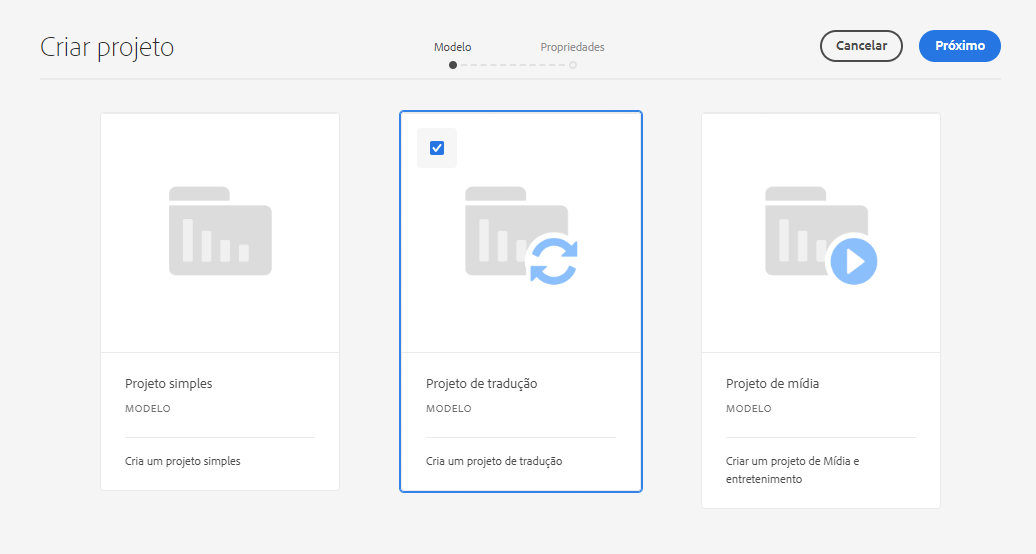 Criar projeto
Modelo
Propriedades
Cancelar
Próximo
Projeto simples
MODELO
Cria um projeto simples
Projeto de tradução
MODELO
Cria um projeto de tradução
Projeto de mídia
MODELO
Criar um projeto de Mídia e
entretenimento